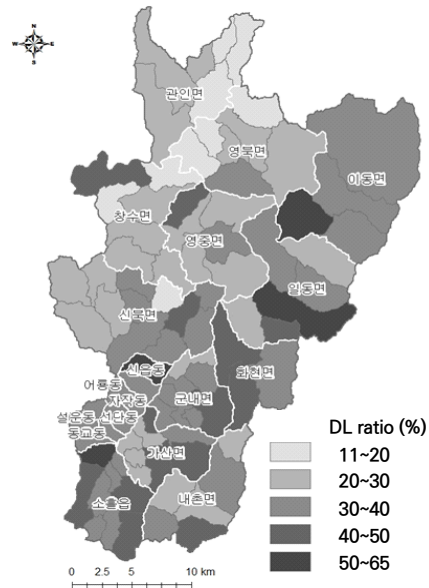 N
W E
S
관인면
영북면
이동면
창수면
영중면
일동면
신북면
화현면
신읍동
어룡동
자작동
군내면
설운동 선단동
동교동
가산면
소흘읍
내촌면
DL ratio (%)
11~20
20~30
30~40
40~50
50~65
0 2.5 5 10 km